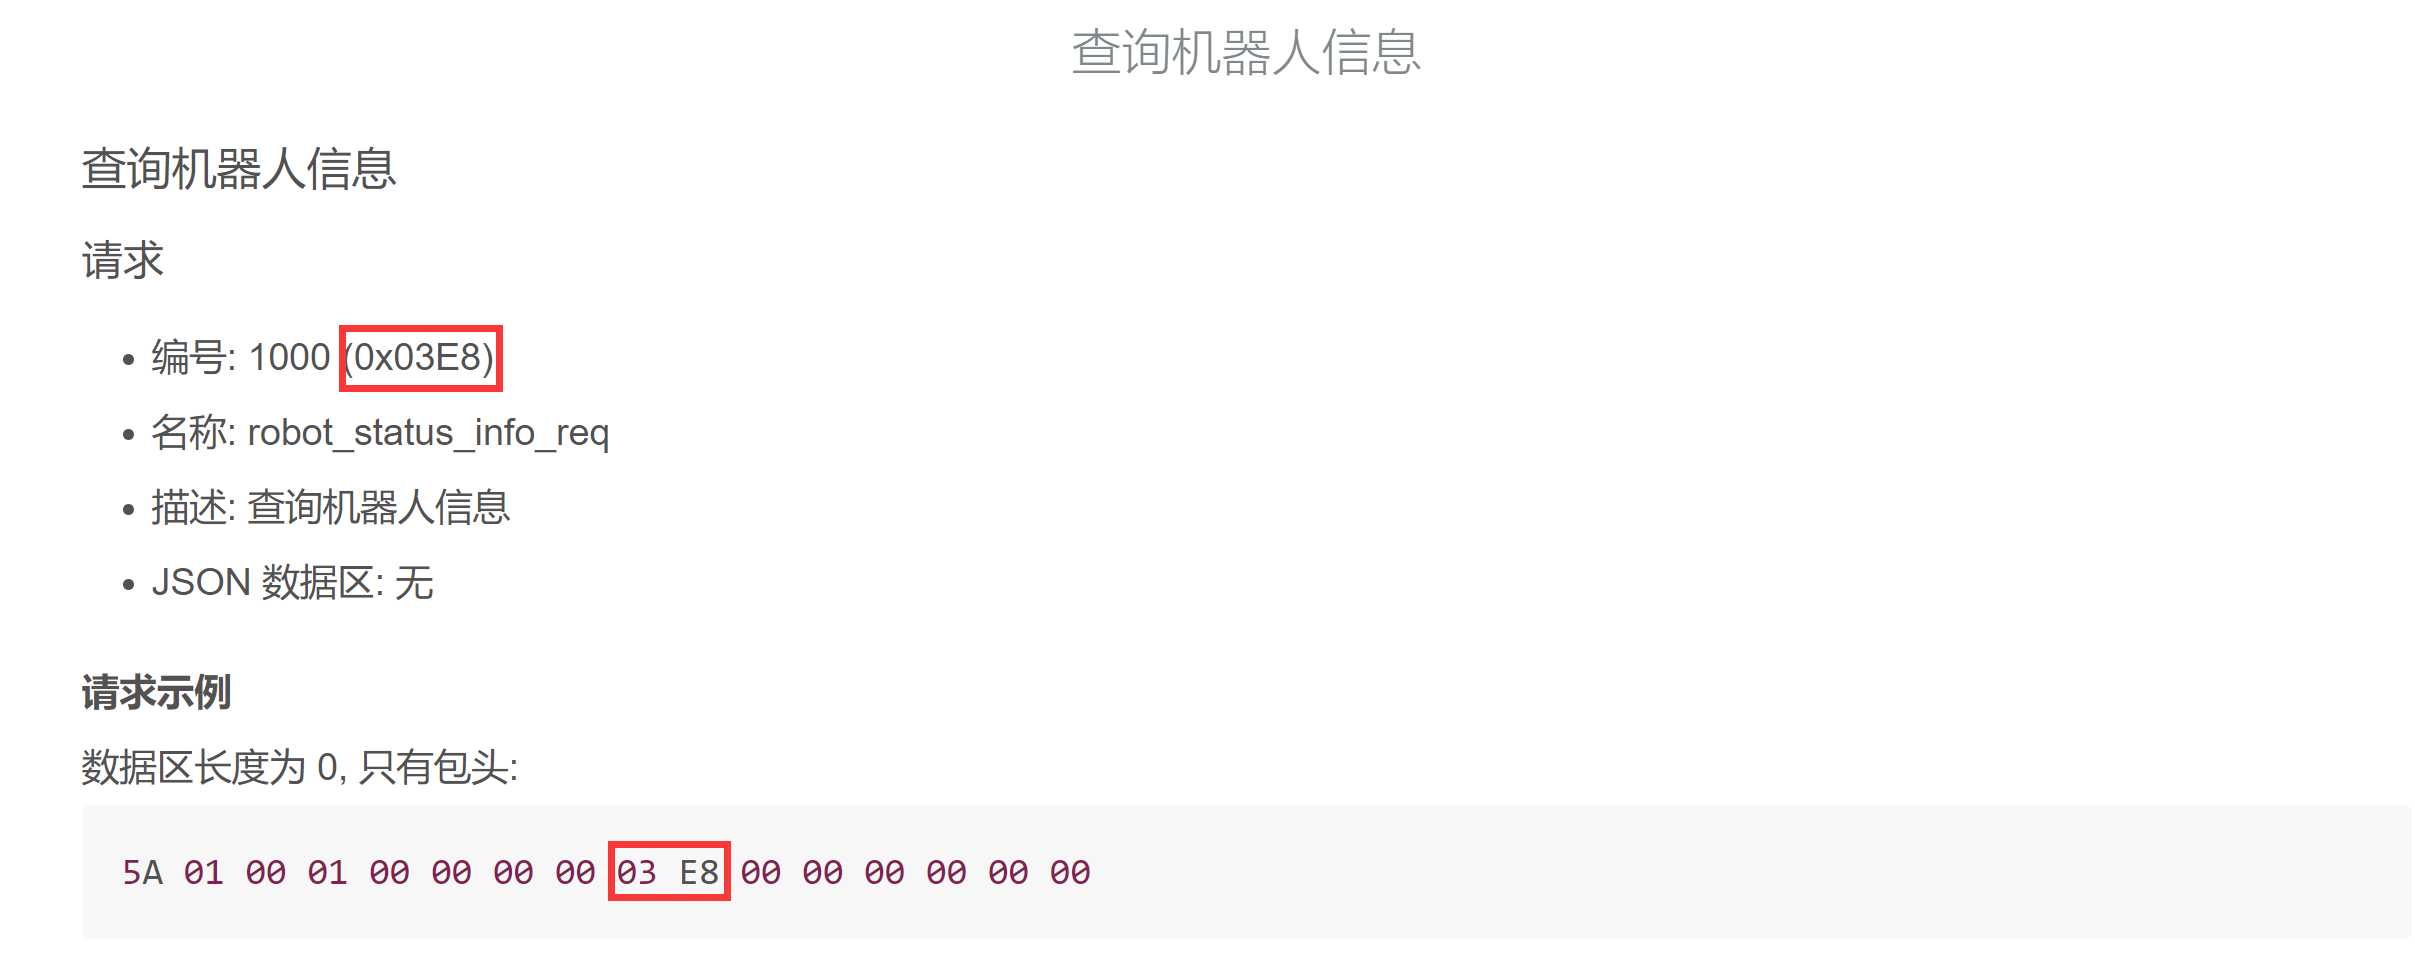 查询机器人信息
查询机器人信息
请求
• 编号: 1000 (0x03E8)
• 名称: robot_status_info_req
• 描述: 查询机器人信息
• JSON 数据区: 无
请求示例
数据区长度为 0, 只有包头:
5A 01 00 01 00 00 00 00 03 E8 00 00 00 00 00 00